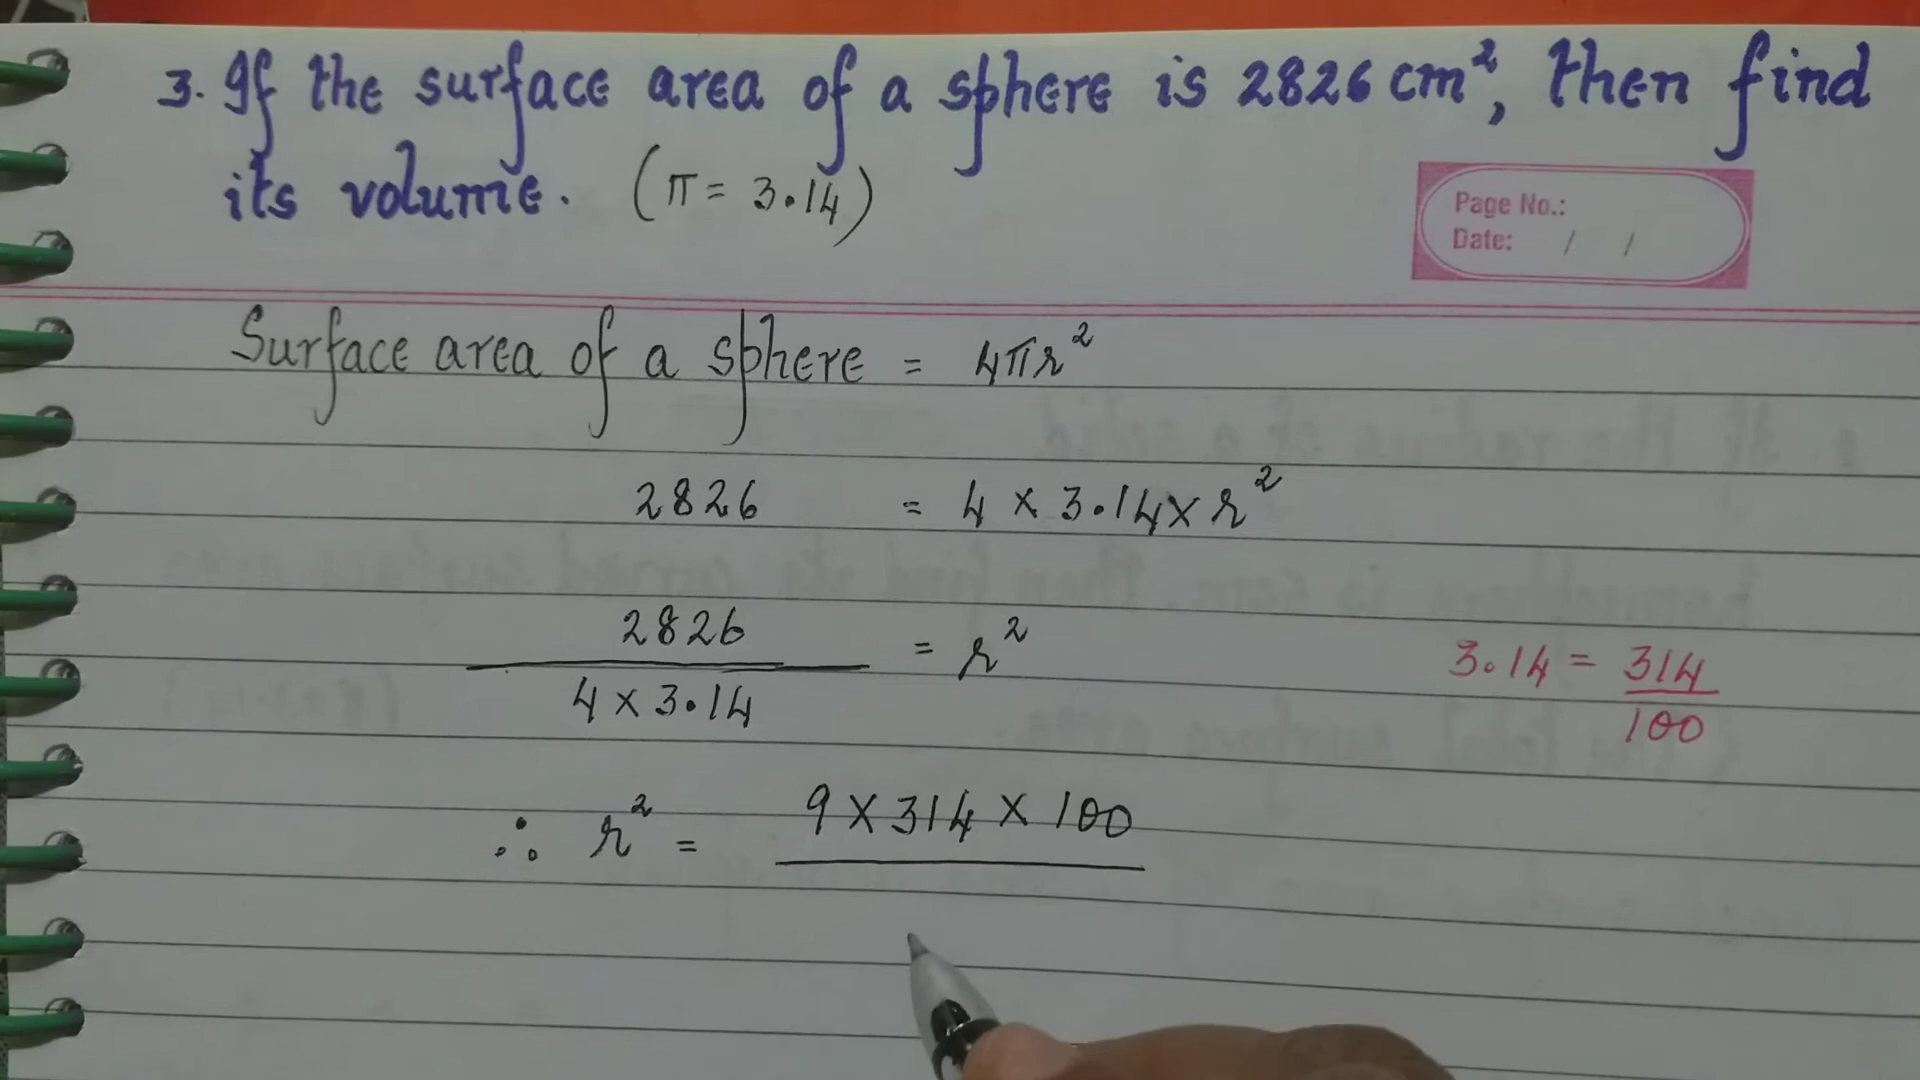 3. If the surface area of a sphere is 2826 cm², then find
its volume. (π = 3.14)
Page No.:
Date: / /
Surface area of a sphere = 4πr²
2826 = 4 × 3.14 × r²
2826
4 × 3.14
= r²
3.14 = 314
100
∴ r² = 9 × 314 × 100